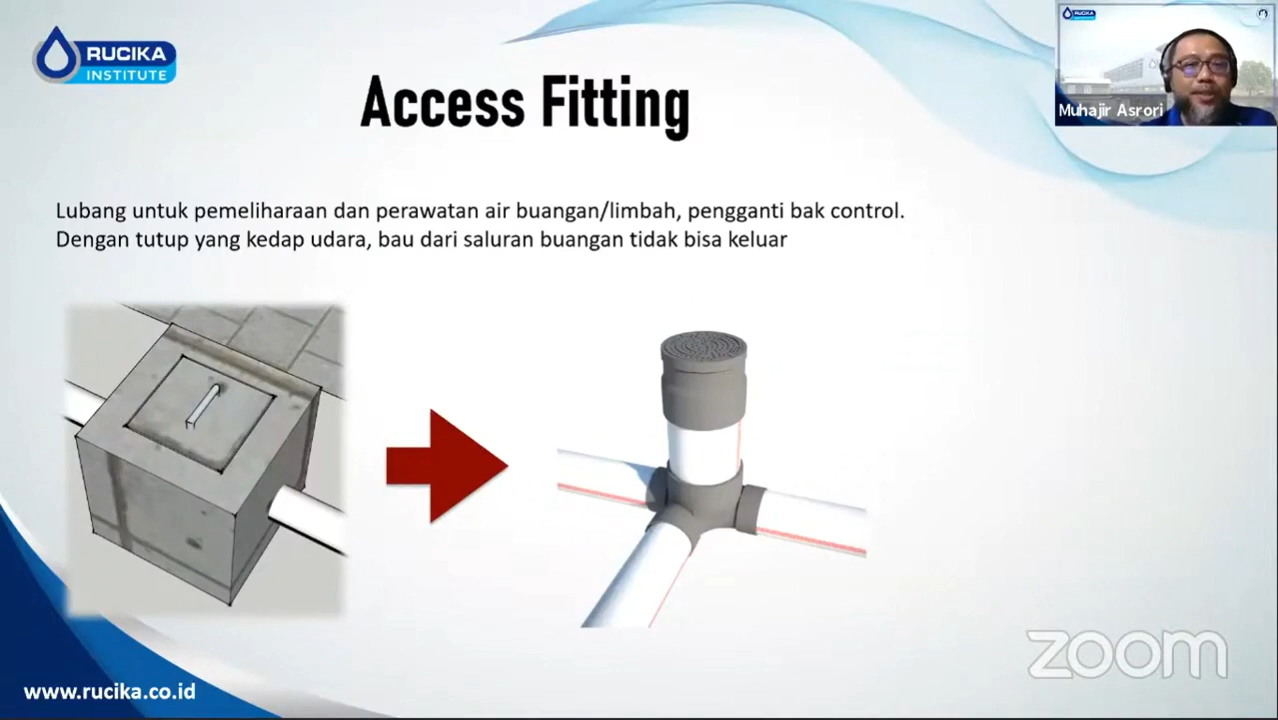 RUCIKA
INSTITUTE
Access Fitting
RUCIKA
Muhajir Asrori
Lubang untuk pemeliharaan dan perawatan air buangan/limbah, pengganti bak control.
Dengan tutup yang kedap udara, bau dari saluran buangan tidak bisa keluar
zoom
www.rucika.co.id